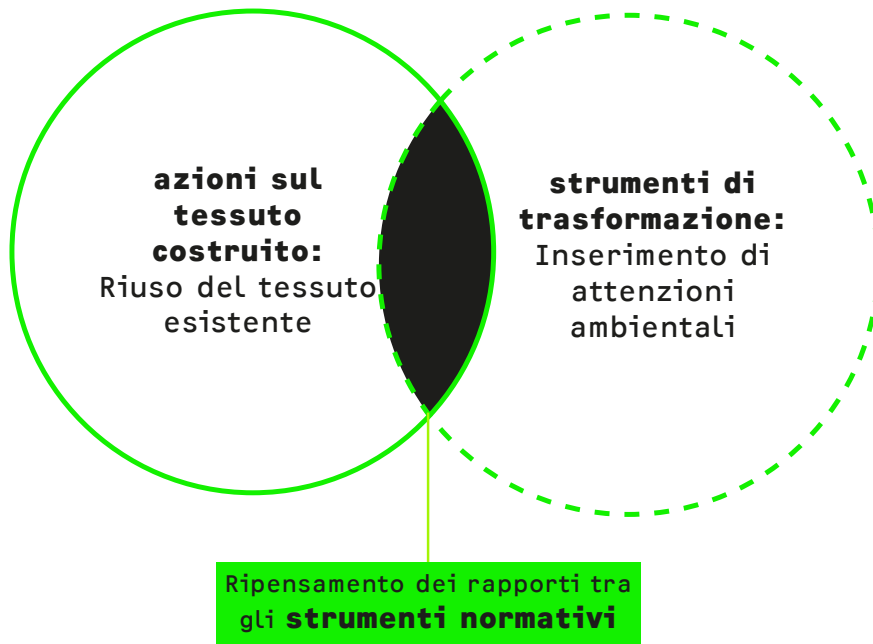 azioni sul
tessuto
costruito:
Riuso del tessuto
esistente
strumenti di
trasformazione:
Inserimento di
attenzioni
ambientali
Ripensamento dei rapporti tra
gli strumenti normativi